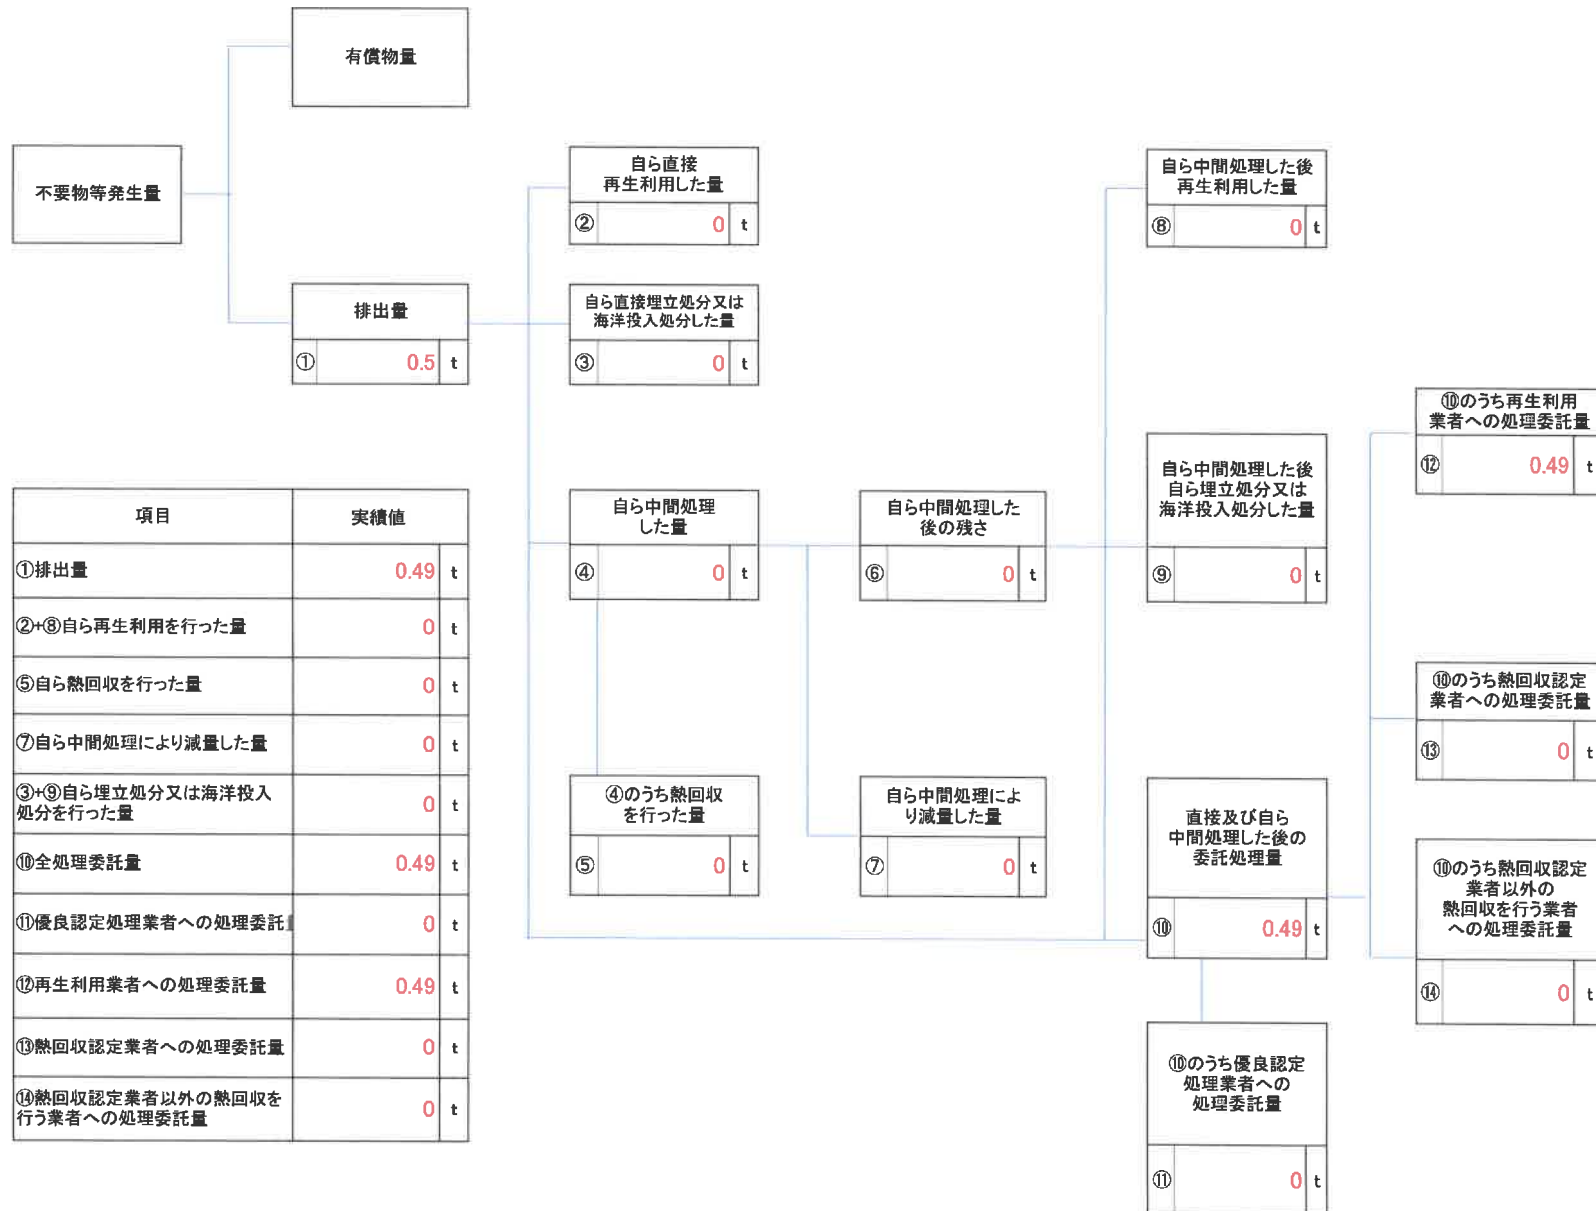 有償物量
不要物等発生量
排出量
① 0.5 t
自ら直接
再生利用した量
② 0 t
自ら直接埋立処分又は
海洋投入処分した量
③ 0 t
自ら中間処理
した量
④ 0 t
④のうち熱回収
を行った量
⑤ 0 t
自ら中間処理した
後の残さ
⑥ 0 t
自ら中間処理によ
り減量した量
⑦ 0 t
自ら中間処理した後
再生利用した量
⑧ 0 t
自ら中間処理した後
自ら埋立処分又は
海洋投入処分した量
⑨ 0 t
直接及び自ら
中間処理した後の
委託処理量
⑩ 0.49 t
⑩のうち優良認定
処理業者への
処理委託量
⑪ 0 t
⑩のうち再生利用
業者への処理委託量
⑫ 0.49 t
⑩のうち熱回収認定
業者への処理委託量
⑬ 0 t
⑩のうち熱回収認定
業者以外の
熱回収を行う業者
への処理委託量
⑭ 0 t
項目 実績値
①排出量 0.49 t
②+⑧自ら再生利用を行った量 0 t
⑤自ら熱回収を行った量 0 t
⑦自ら中間処理により減量した量 0 t
③+⑨自ら埋立処分又は海洋投入
処分を行った量 0 t
⑩全処理委託量 0.49 t
⑪優良認定処理業者への処理委託 0 t
⑫再生利用業者への処理委託量 0.49 t
⑬熱回収認定業者への処理委託量 0 t
⑭熱回収認定業者以外の熱回収を
行う業者への処理委託量 0 t